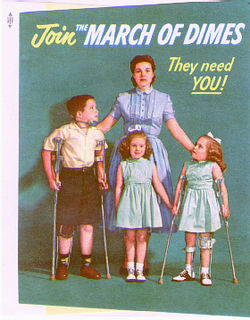 Join THE MARCH OF DIMES
They need
YOU!